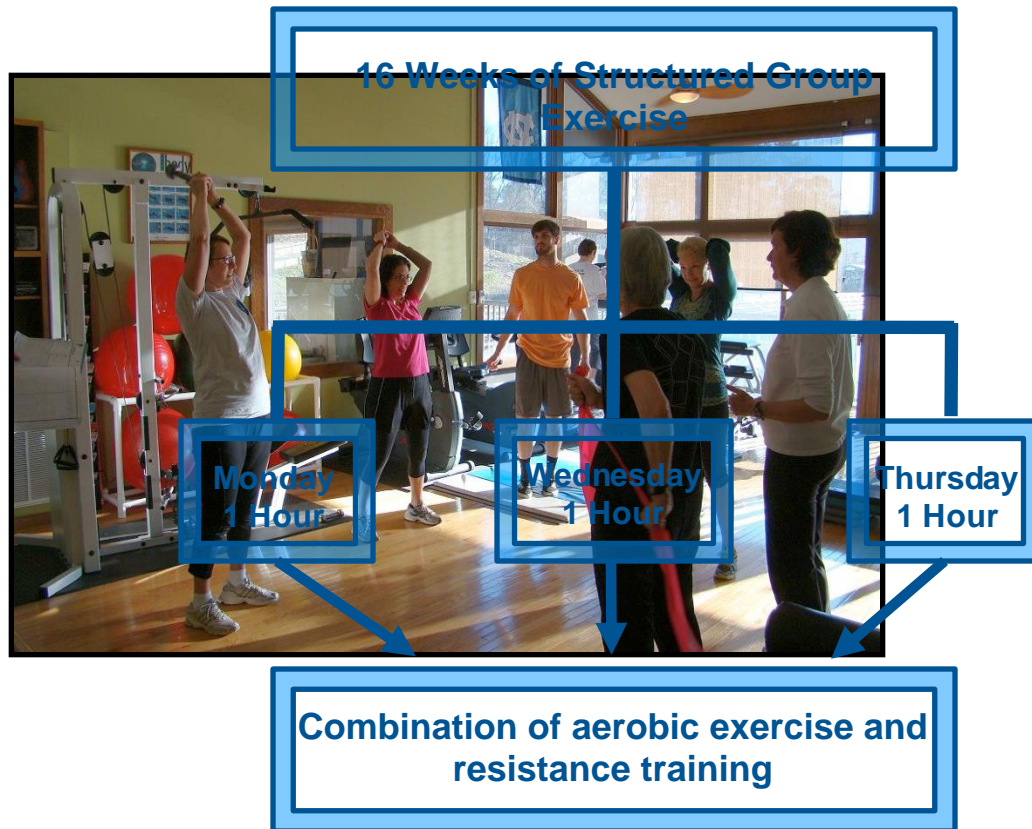 16 Weeks of Structured Group
Exercise
Monday
1 Hour
Wednesday
1 Hour
Thursday
1 Hour
Combination of aerobic exercise and
resistance training